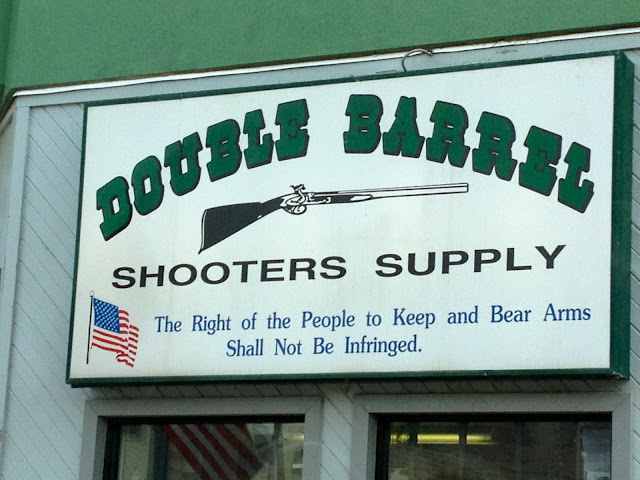 DOUBLE BARREL
SHOOTERS SUPPLY
The Right of the People to Keep and Bear Arms
Shall Not Be Infringed.